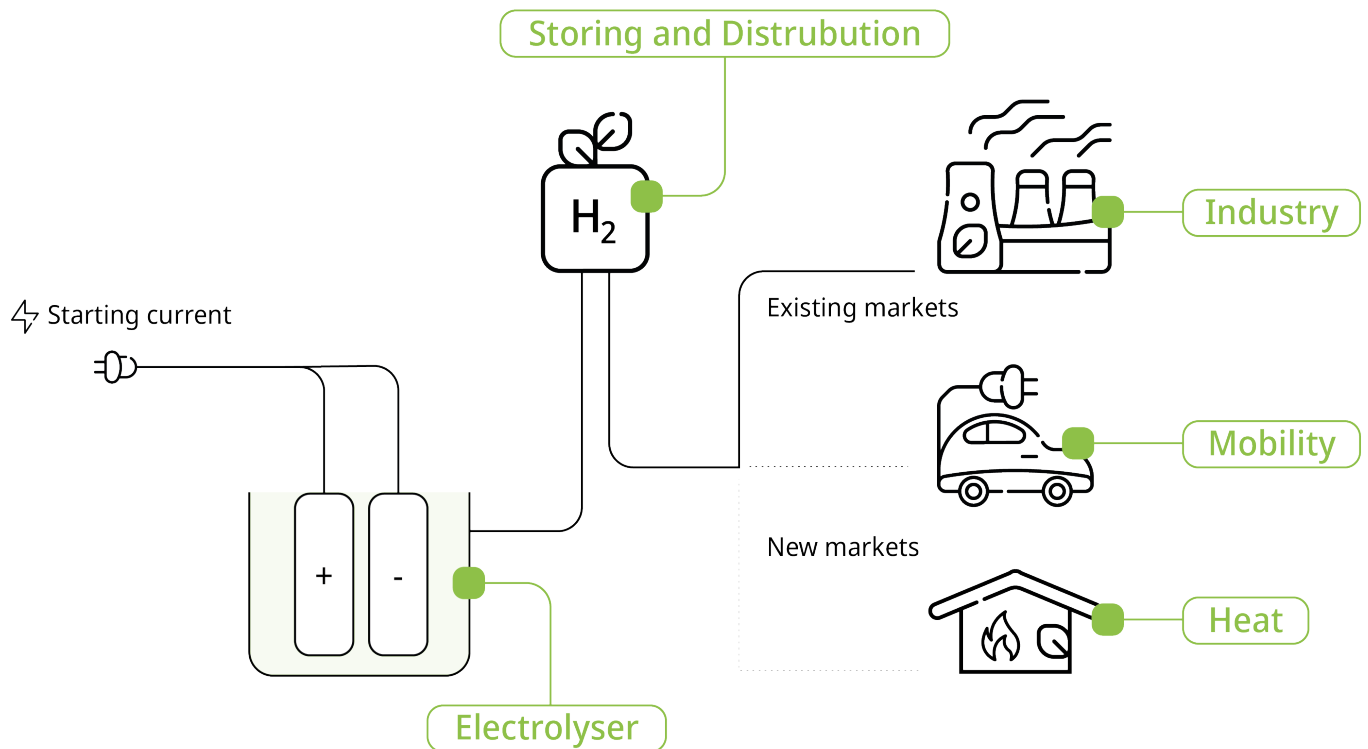 Storing and Distrubution
H2
Industry
Existing markets
Starting current
Mobility
New markets
+
-
Heat
Electrolyser